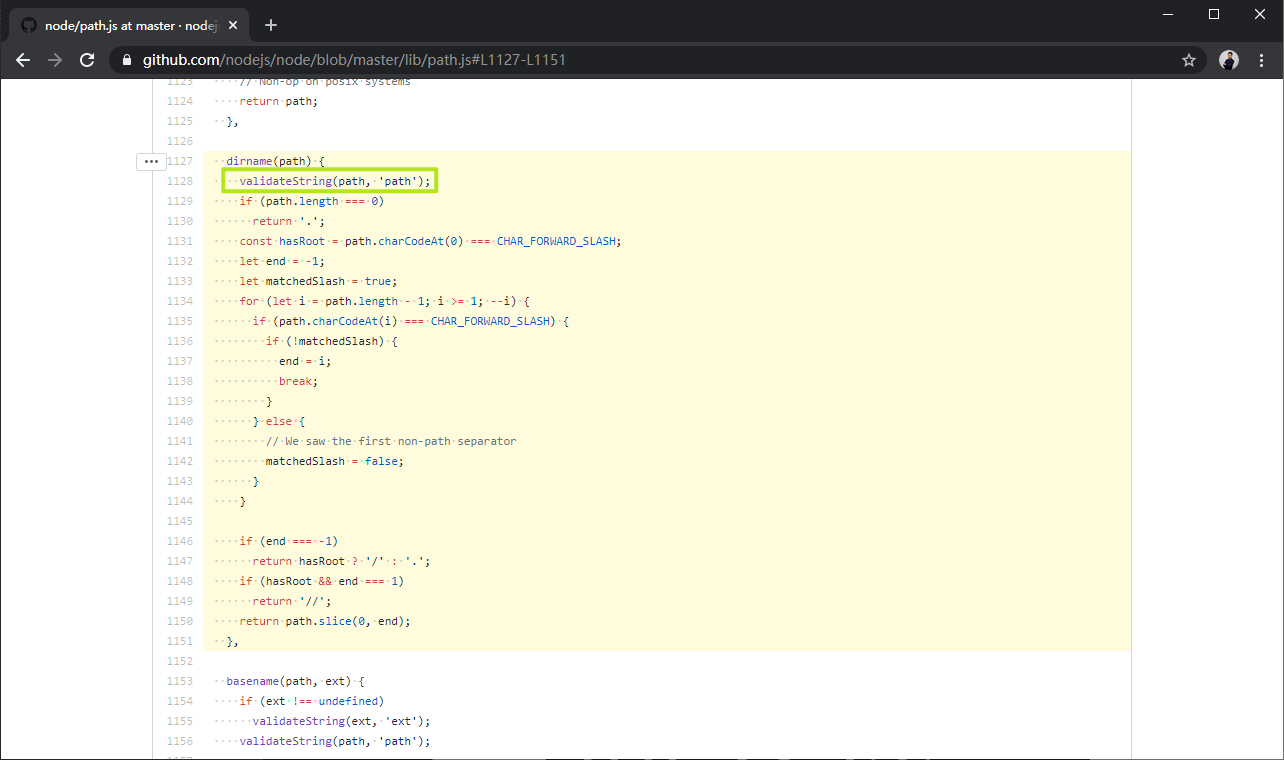 node/path.js at master · nodej
github.com/nodejs/node/blob/master/lib/path.js#L1127-L1151
1123 ····// Non-op on posix systems
1124 ····return·path;
1125 ··},
1126
1127 ··dirname(path)·{
1128 ····validateString(path,·'path');
1129 ····if·(path.length·===·0)
1130 ······return·'.';
1131 ····const·hasRoot·=·path.charCodeAt(0)·===·CHAR_FORWARD_SLASH;
1132 ····let·end·=·-1;
1133 ····let·matchedSlash·=·true;
1134 ····for·(let·i·=·path.length·-·1;·i·>=·1;·--i)·{
1135 ······if·(path.charCodeAt(i)·===·CHAR_FORWARD_SLASH)·{
1136 ········if·(!matchedSlash)·{
1137 ··········end·=·i;
1138 ··········break;
1139 ········}
1140 ······}·else·{
1141 ········//·We·saw·the·first·non-path·separator
1142 ········matchedSlash·=·false;
1143 ······}
1144 ····}
1145
1146 ····if·(end·===·-1)
1147 ······return·hasRoot·?·'/'·:·'.';
1148 ····if·(hasRoot·&&·end·===·1)
1149 ······return·'//';
1150 ····return·path.slice(0,·end);
1151 ··},
1152
1153 ··basename(path,·ext)·{
1154 ····if·(ext·!==·undefined)
1155 ······validateString(ext,·'ext');
1156 ····validateString(path,·'path');